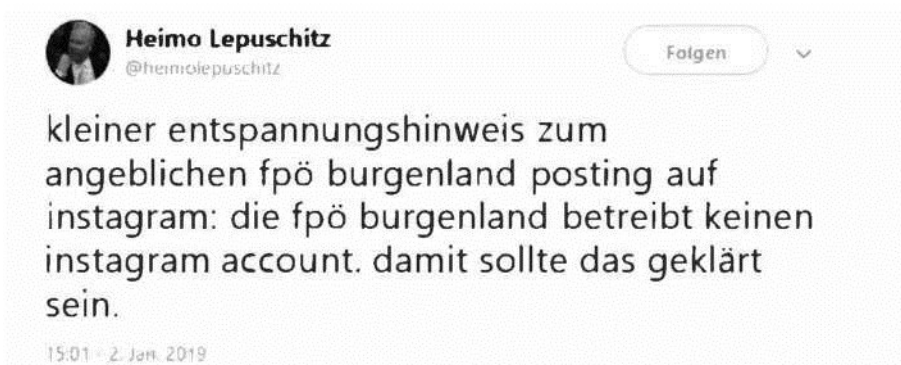 Heimo Lepuschitz
@heimolepuschitz
Folgen
kleiner entspannungshinweis zum
angeblichen fpö burgenland posting auf
instagram: die fpö burgenland betreibt keinen
instagram account. damit sollte das geklärt
sein.
15:01 - 2. Jan. 2019